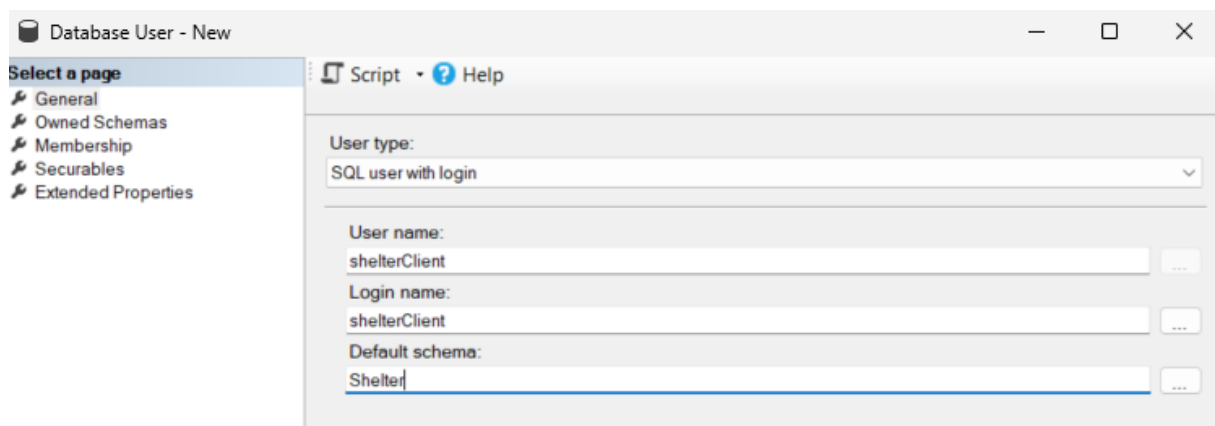 Database User - New
Select a page
General
Owned Schemas
Membership
Securables
Extended Properties
Script Help
User type:
SQL user with login
User name:
shelterClient
...
Login name:
shelterClient
...
Default schema:
Shelter
...